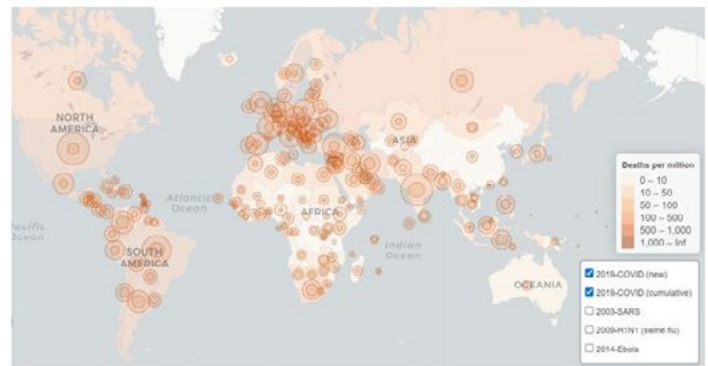 NORTH
AMERICA
Atlantic
Ocean
ASIA
AFRICA
Indian
Ocean
SOUTH
AMERICA
OCEANIA
Pacific
Ocean
Deaths per million
0 – 10
10 – 50
50 – 100
100 – 500
500 – 1,000
1,000 – Inf
2019-COVID (new)
2019-COVID (cumulative)
2003-SARS
2009-H1N1 (swine flu)
2014-Ebola